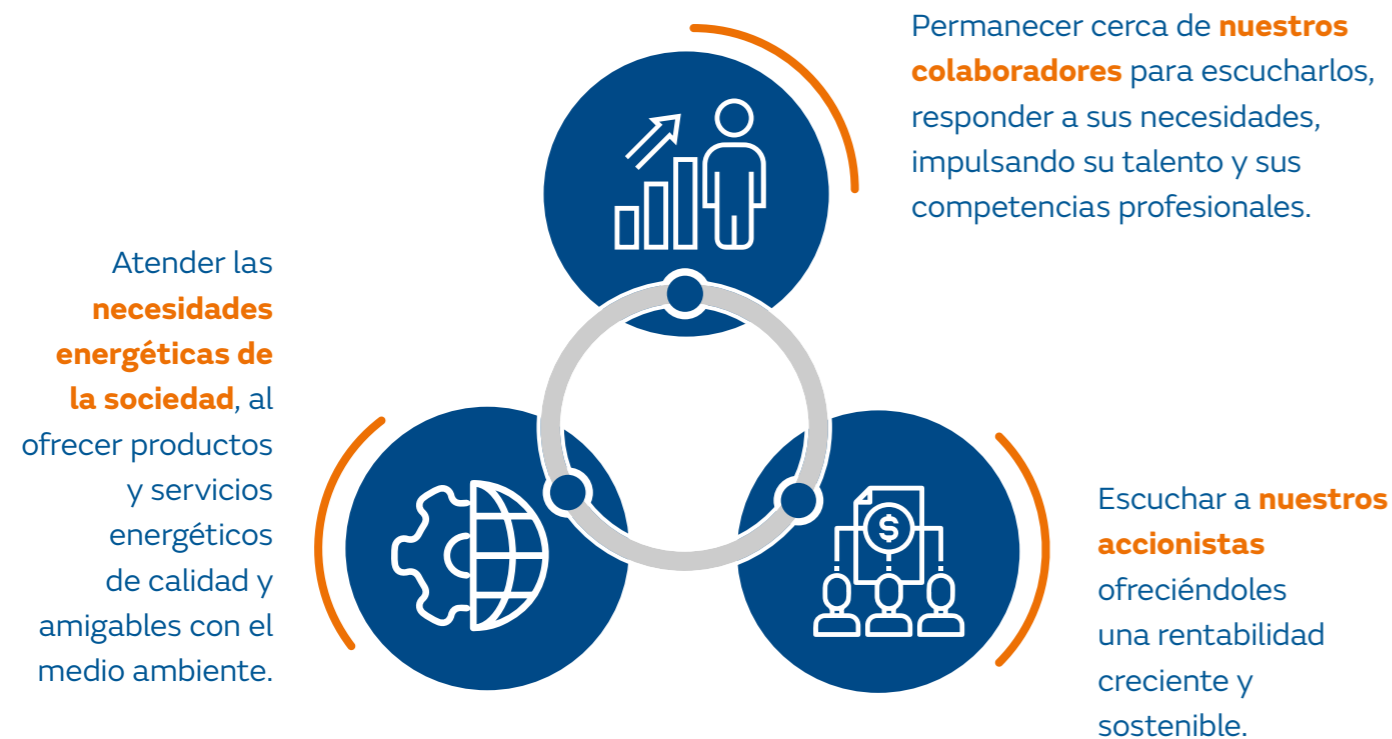 Permanecer cerca de nuestros
colaboradores para escucharlos,
responder a sus necesidades,
impulsando su talento y sus
competencias profesionales.
Atender las
necesidades
energéticas de
la sociedad, al
ofrecer productos
y servicios
energéticos
de calidad y
amigables con el
medio ambiente.
$
Escuchar a nuestros
accionistas
ofreciéndoles
una rentabilidad
creciente y
sostenible.